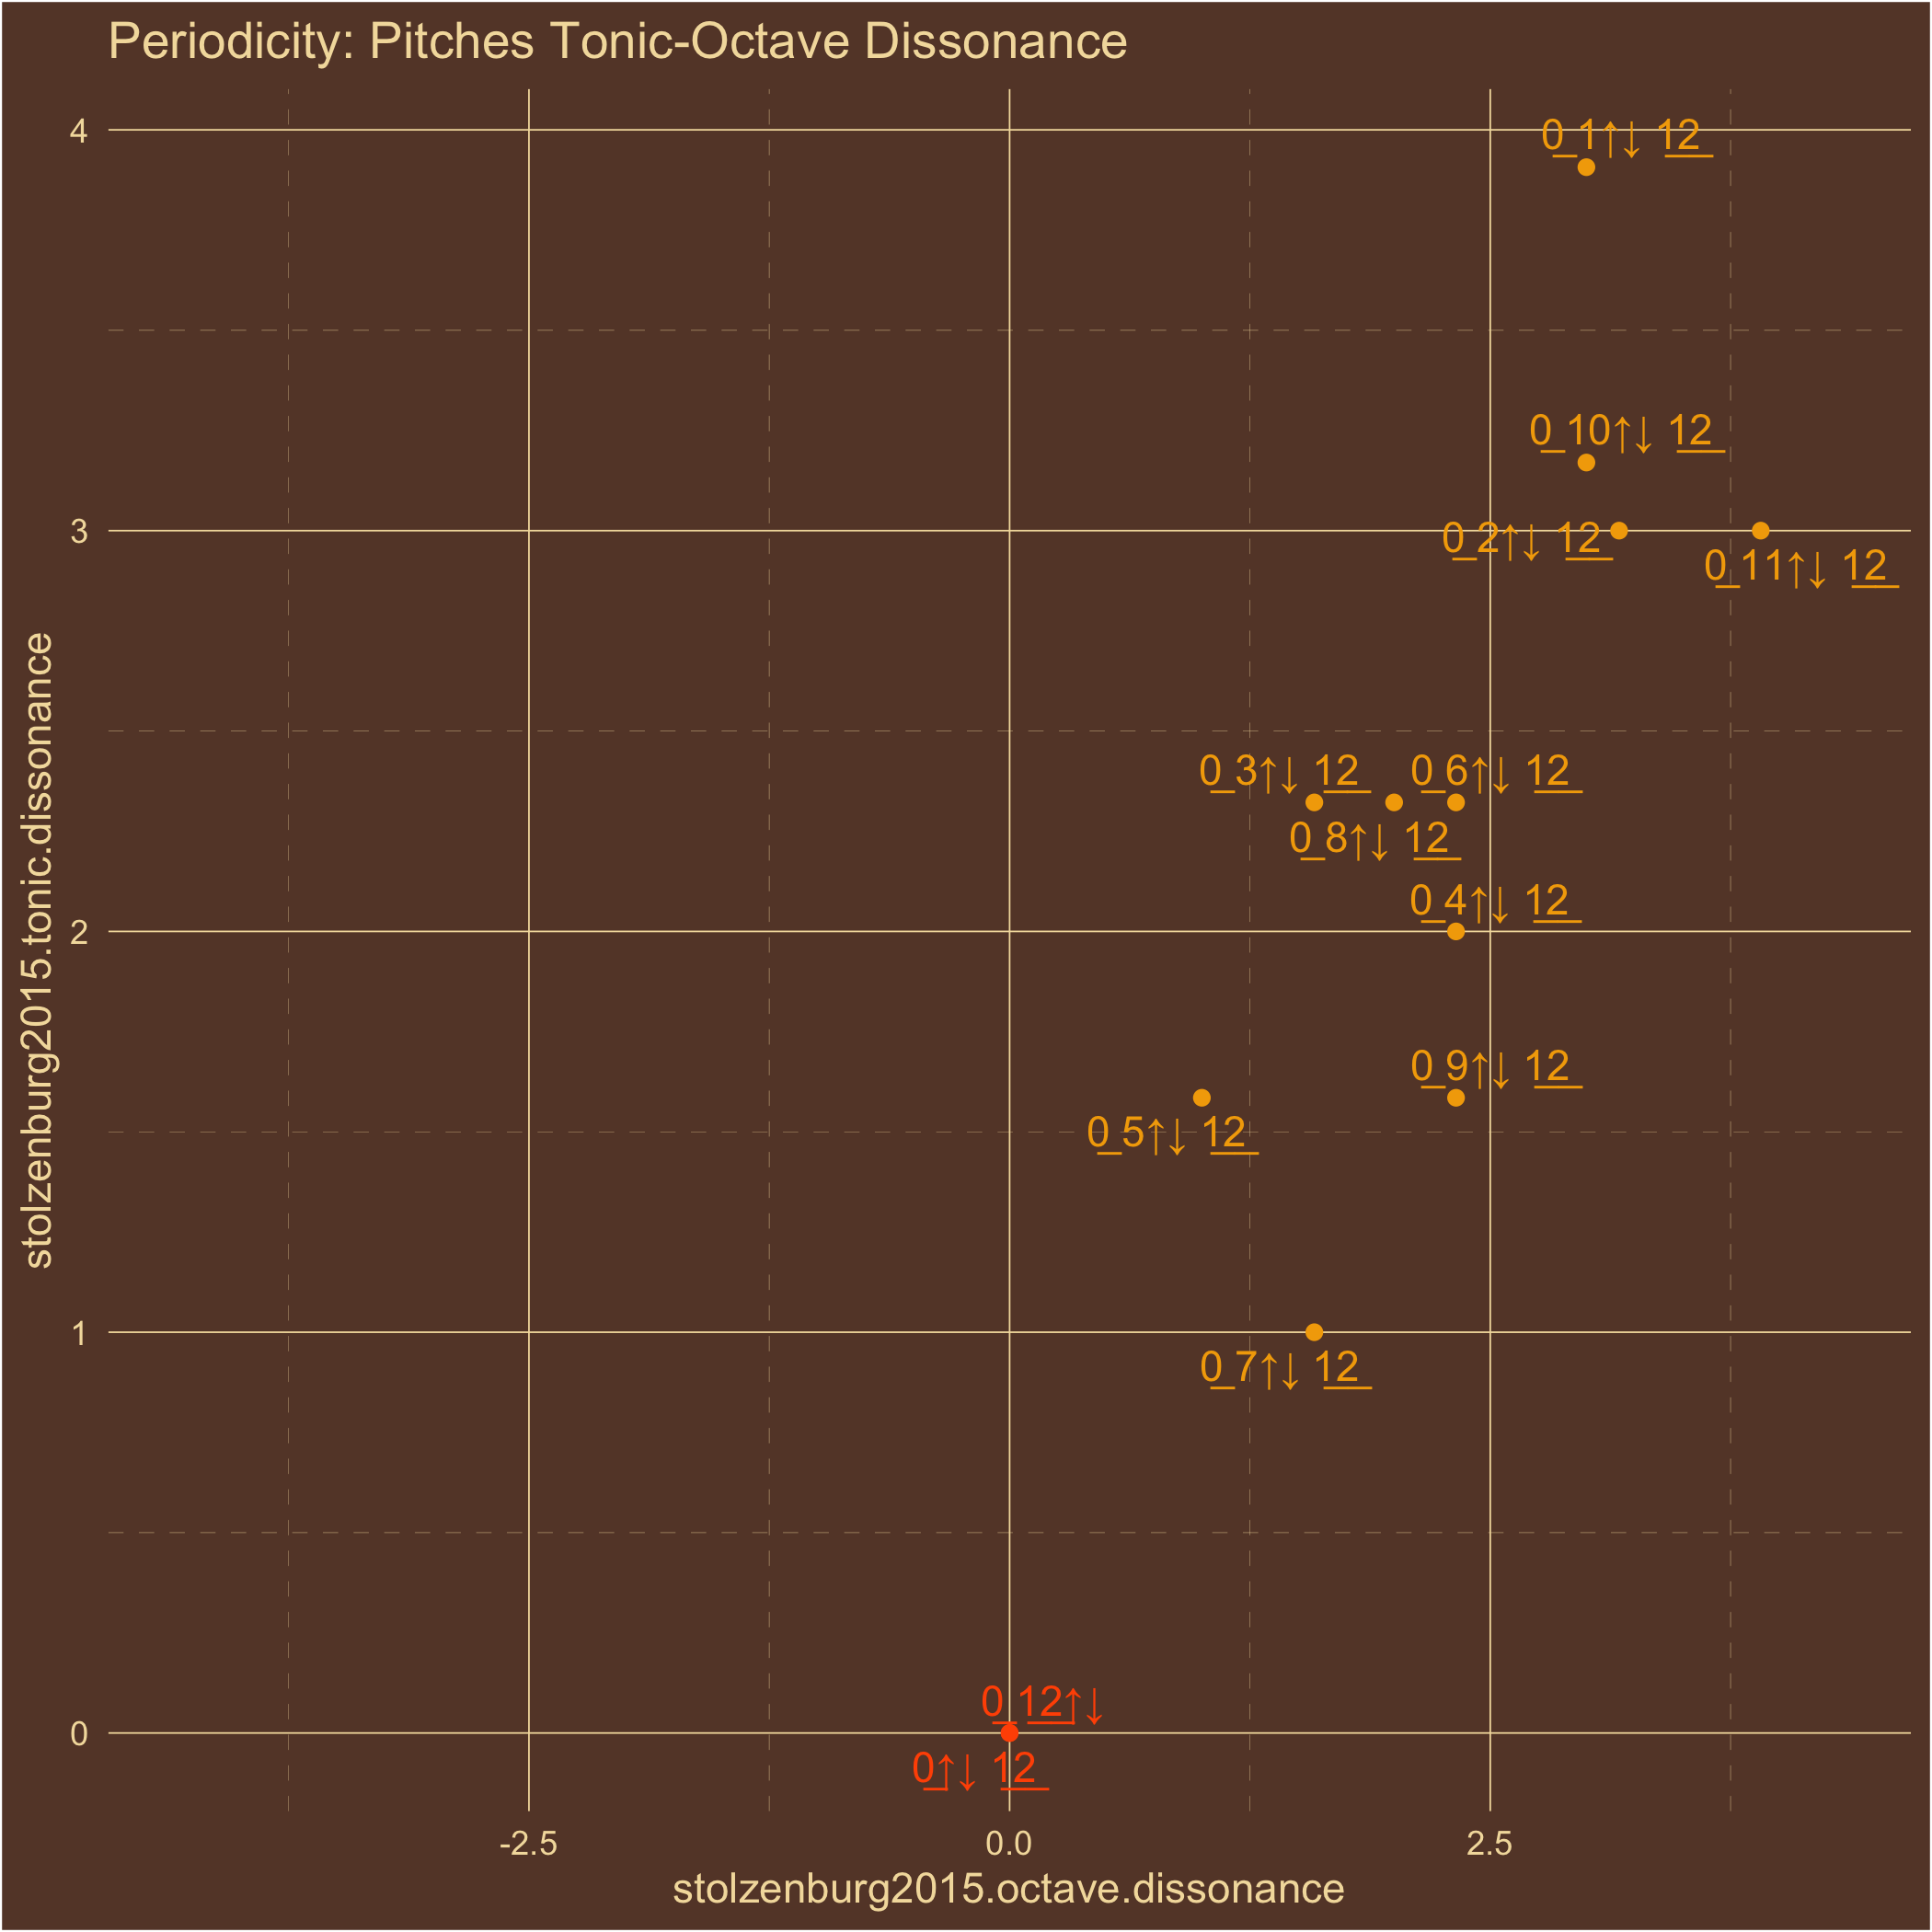 Periodicity: Pitches Tonic-Octave Dissonance
stolzenburg2015.tonic.dissonance
4
0 1↑↓ 12
0 10↑↓ 12
3
0 2↑↓ 12
0 11↑↓ 12
0 3↑↓ 12
0 6↑↓ 12
0 8↑↓ 12
0 4↑↓ 12
2
0 9↑↓ 12
0 5↑↓ 12
1
0 7↑↓ 12
0 12↑↓
0
0↑↓ 12
-2.5
0.0
2.5
stolzenburg2015.octave.dissonance